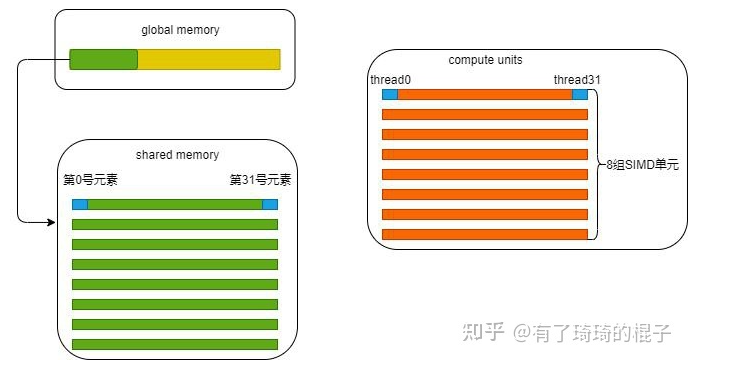 global memory
shared memory
第0号元素 第31号元素
compute units
thread0 thread31
8组SIMD单元
知乎 @有了琦琦的棍子